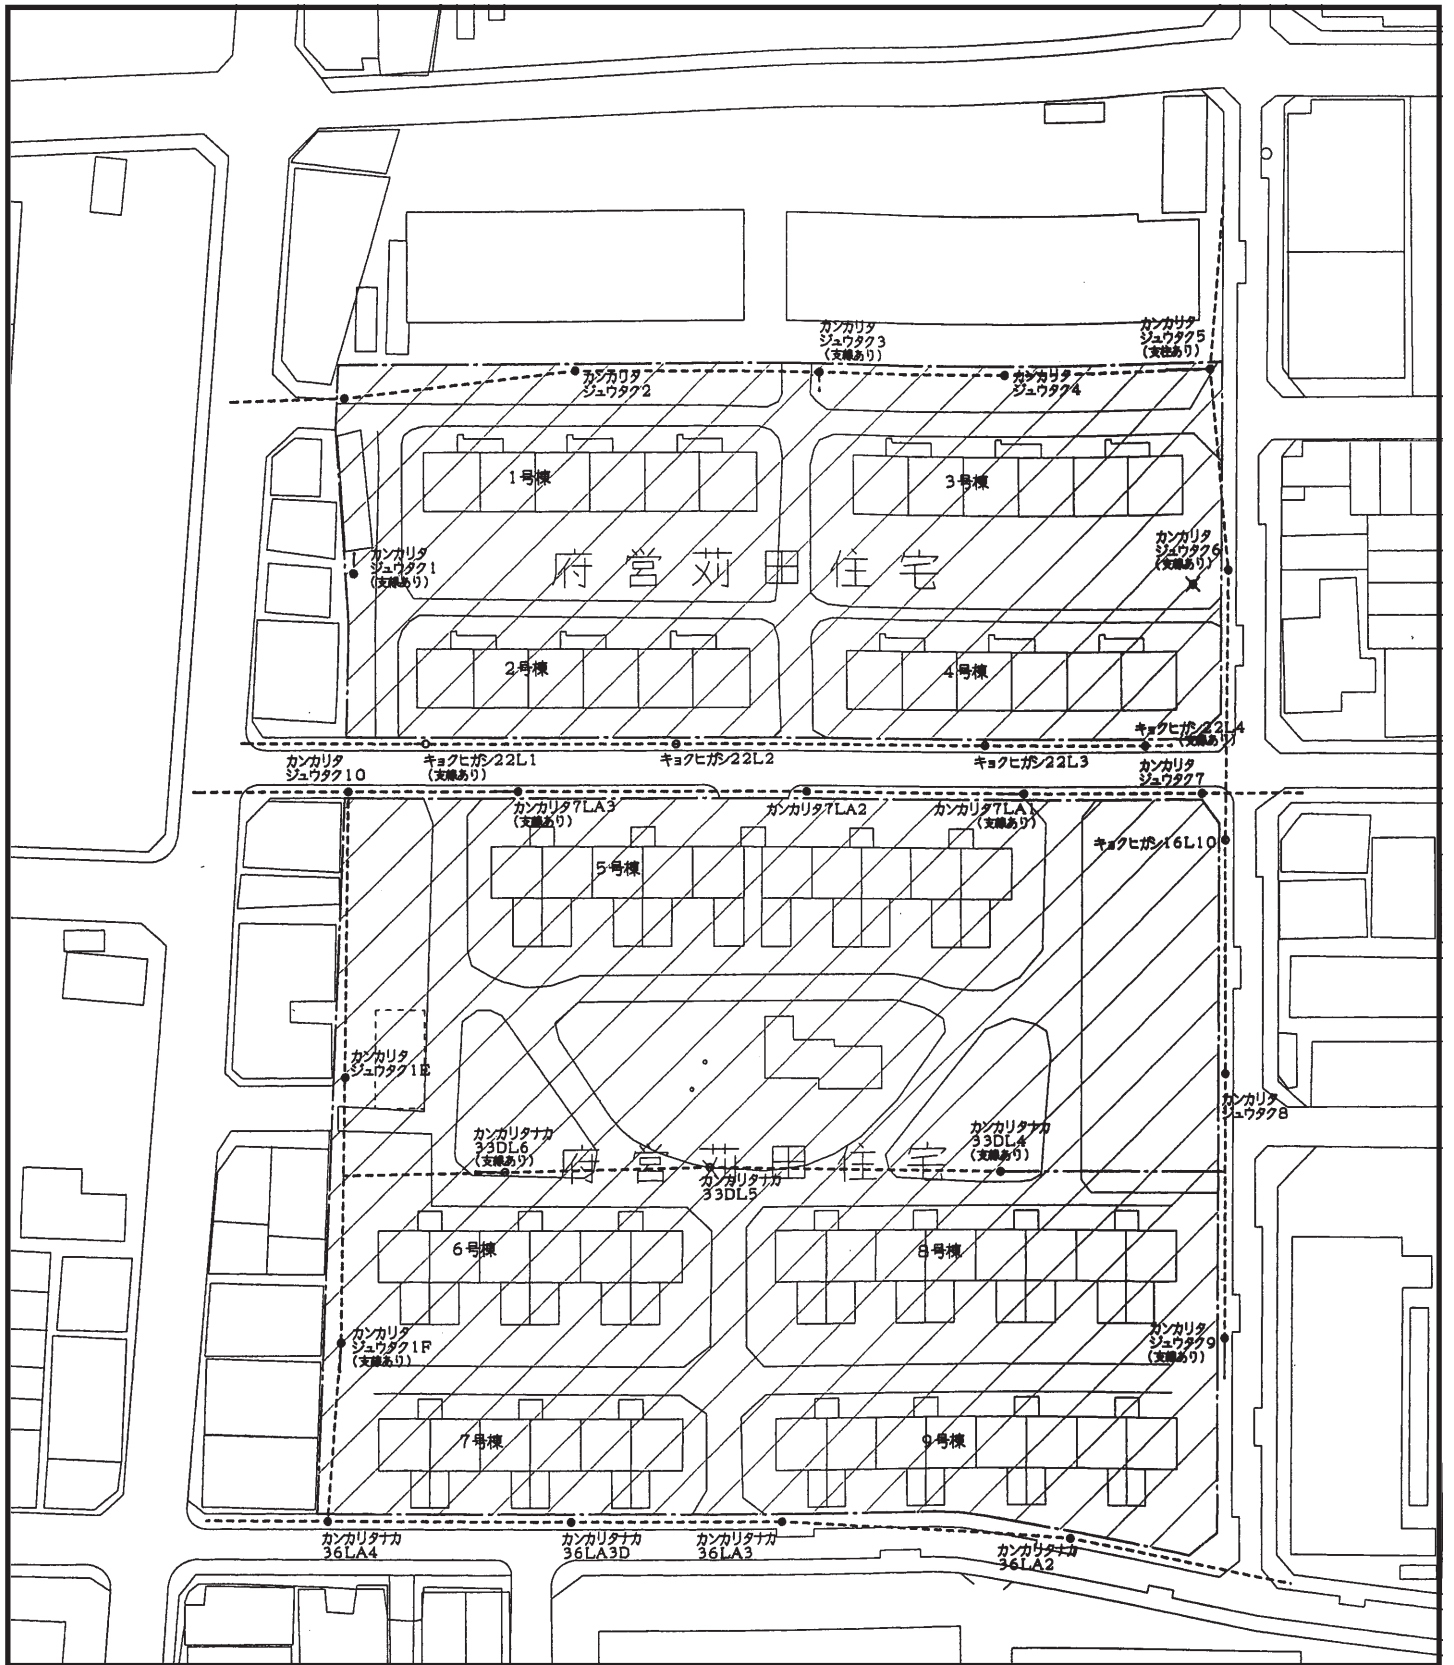 カンカリタ
ジュウタク3
(支線あり)
カンカリタ
ジュウタク5
(支柱あり)
カンカリタ
ジュウタク2
カンカリタ
ジュウタク4
1号棟
3号棟
カンカリタ
ジュウタク1
(支線あり)
府営苅田住宅
カンカリタ
ジュウタク6
(支線あり)
2号棟
4号棟
カンカリタ
ジュウタク10
キョクヒガシ22L1
(支線あり)
キョクヒガシ22L2
キョクヒガシ22L3
キョクヒガシ22L4
(支線あり)
カンカリタ
ジュウタク7
カンカリタ7LA3
(支線あり)
カンカリタ7LA2
カンカリタ7LA1
(支線あり)
キョクヒガシ16L10
5号棟
カンカリタ
ジュウタク1E
カンカリタ
ジュウタク8
カンカリタナカ
33DL6
(支線あり)
カンカリタナカ
33DL4
(支線あり)
府営苅田住宅
カンカリタナカ
33DL5
6号棟
8号棟
カンカリタ
ジュウタク1F
(支線あり)
カンカリタ
ジュウタク9
(支線あり)
7号棟
9号棟
カンカリタナカ
36LA4
カンカリタナカ
36LA3D
カンカリタナカ
36LA3
カンカリタナカ
36LA2